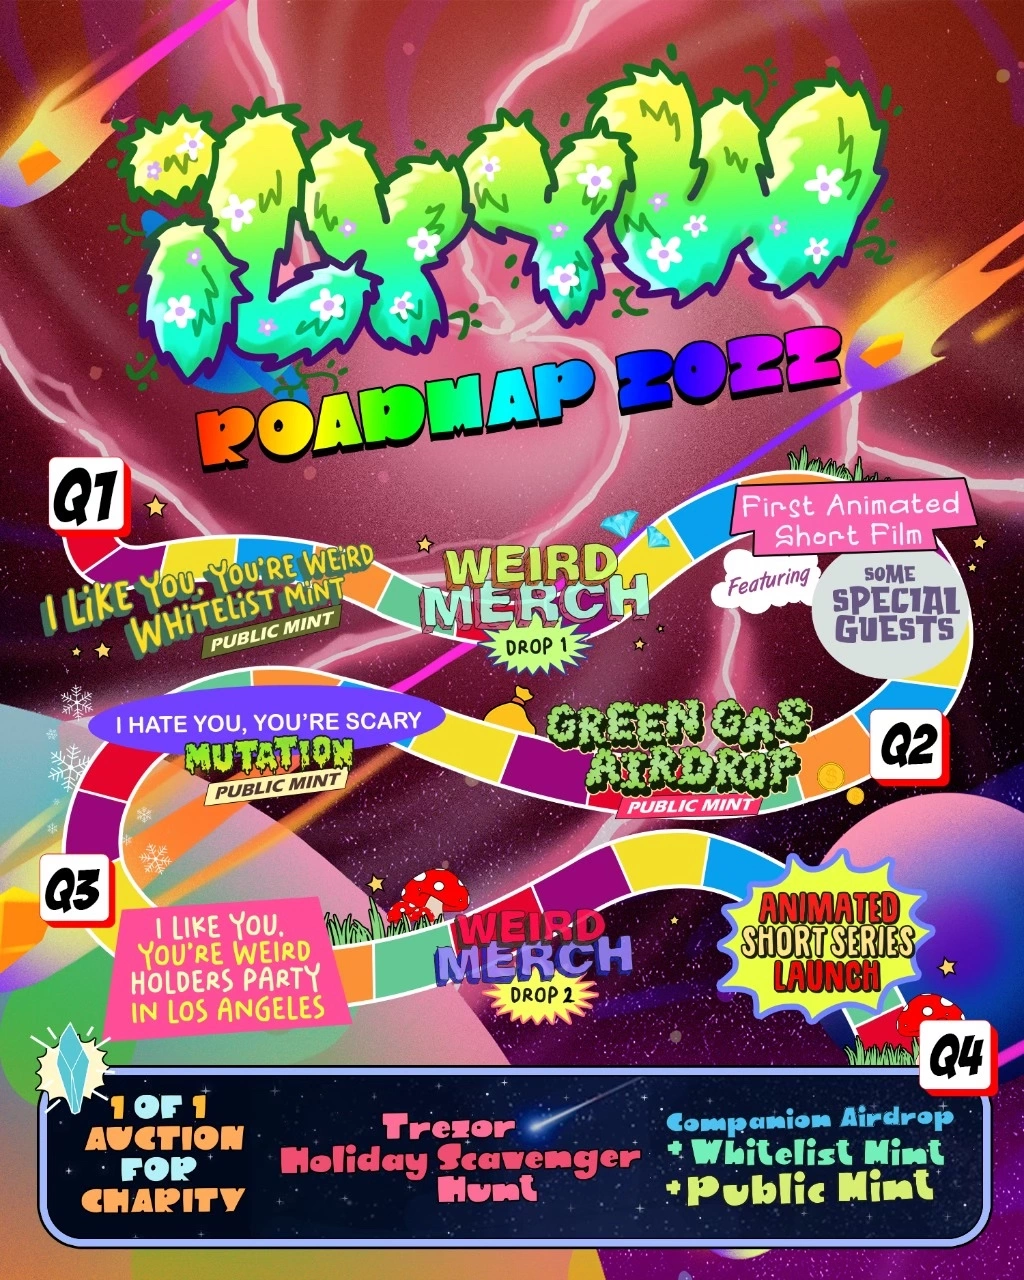 iLYYW
ROADMAP 2022
Q1
I LiKE YOU, YOU'RE WEiRD
WHiTELiST MiNT
PUBLIC MINT
WEIRD
MERCH
DROP 1
First Animated
Short Film
Featuring
SOME
SPECIAL
GUESTS
Q2
GREEN GAS
AIRDROP
PUBLIC MINT
I HATE YOU, YOU'RE SCARY
MUTATION
PUBLIC MINT
Q3
I LIKE YOU,
YOU'RE WEIRD
HOLDERS PARTY
IN LOS ANGELES
WEIRD
MERCH
DROP 2
ANIMATED
SHORT SERIES
LAUNCH
Q4
1 OF 1
AUCTION
FOR
CHARITY
Trezor
Holiday Scavenger
Hunt
Companion Airdrop
+ Whitelist Mint
+Public Mint